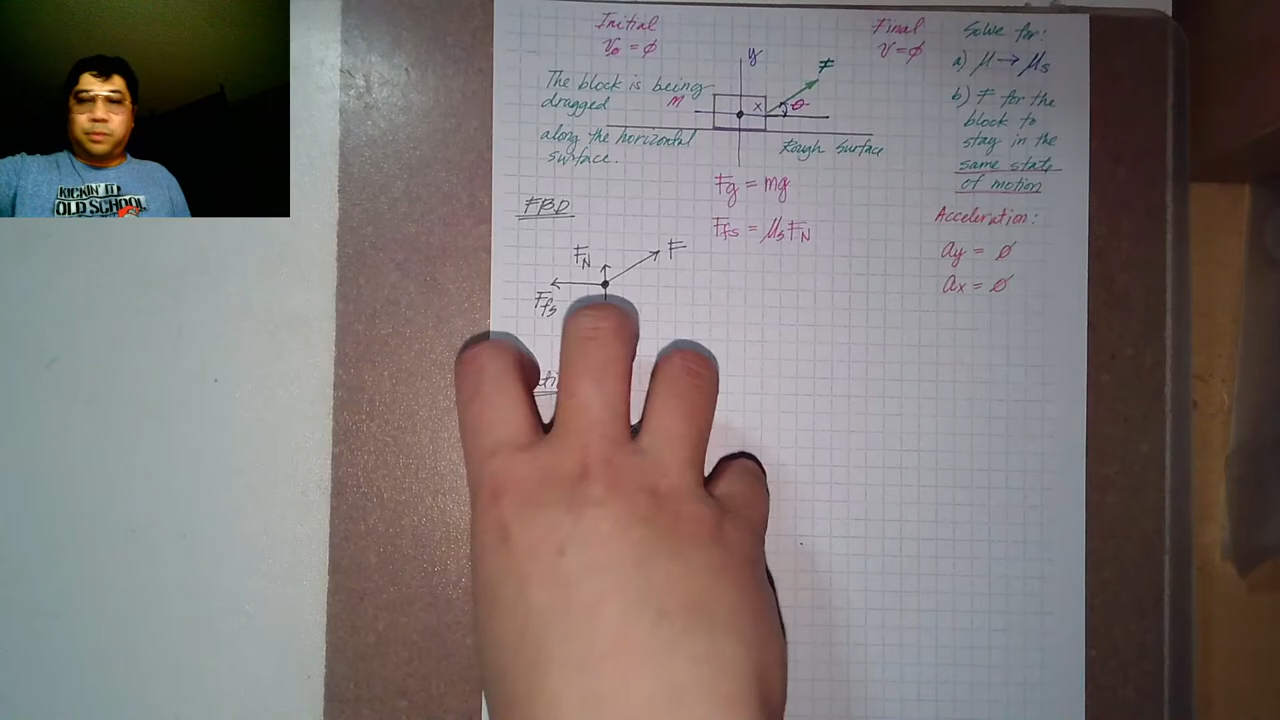 KICKIN' IT
OLD SCHOOL
Initial
v₀ = ∅
The block is being
dragged
along the horizontal
surface.
y
F
m
x
θ
Rough Surface
Final
v = ∅
Solve for:
a) μ → μs
b) F for the
block to
stay in the
same state
of motion
Fg = mg
Ffs = μs FN
Acceleration:
ay = ∅
ax = ∅
FBD
FN
F
Ffs